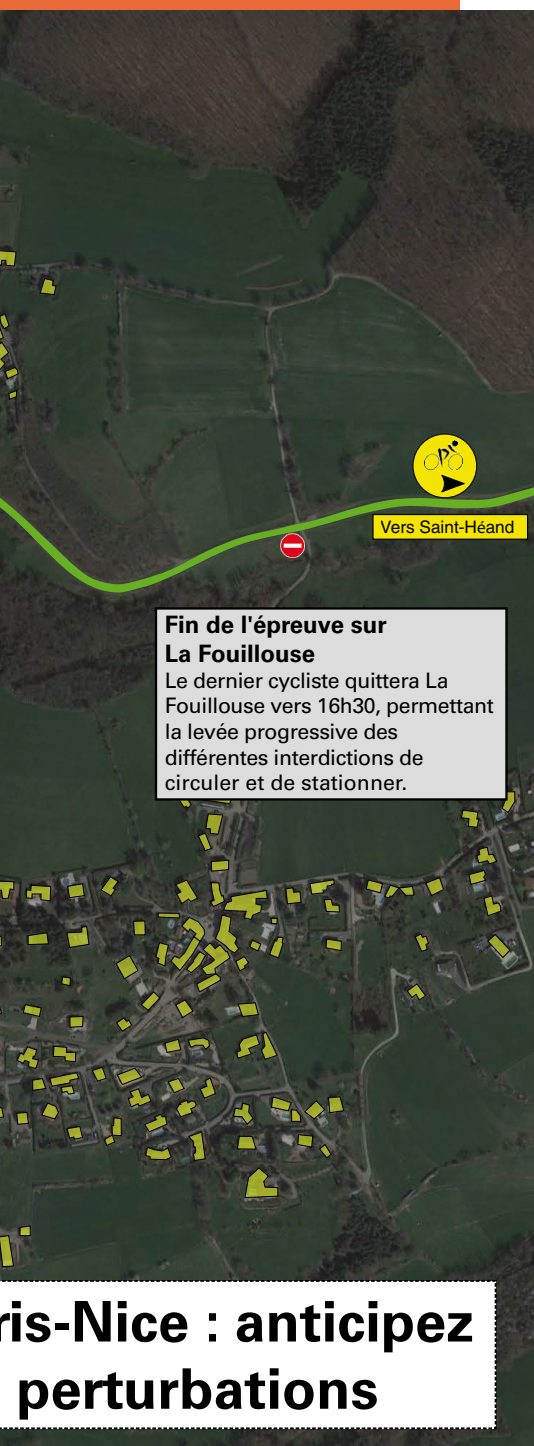 Vers Saint-Héand
Fin de l'épreuve sur
La Fouillouse
Le dernier cycliste quittera La
Fouillouse vers 16h30, permettant
la levée progressive des
différentes interdictions de
circuler et de stationner.
ris-Nice : anticipez
perturbations